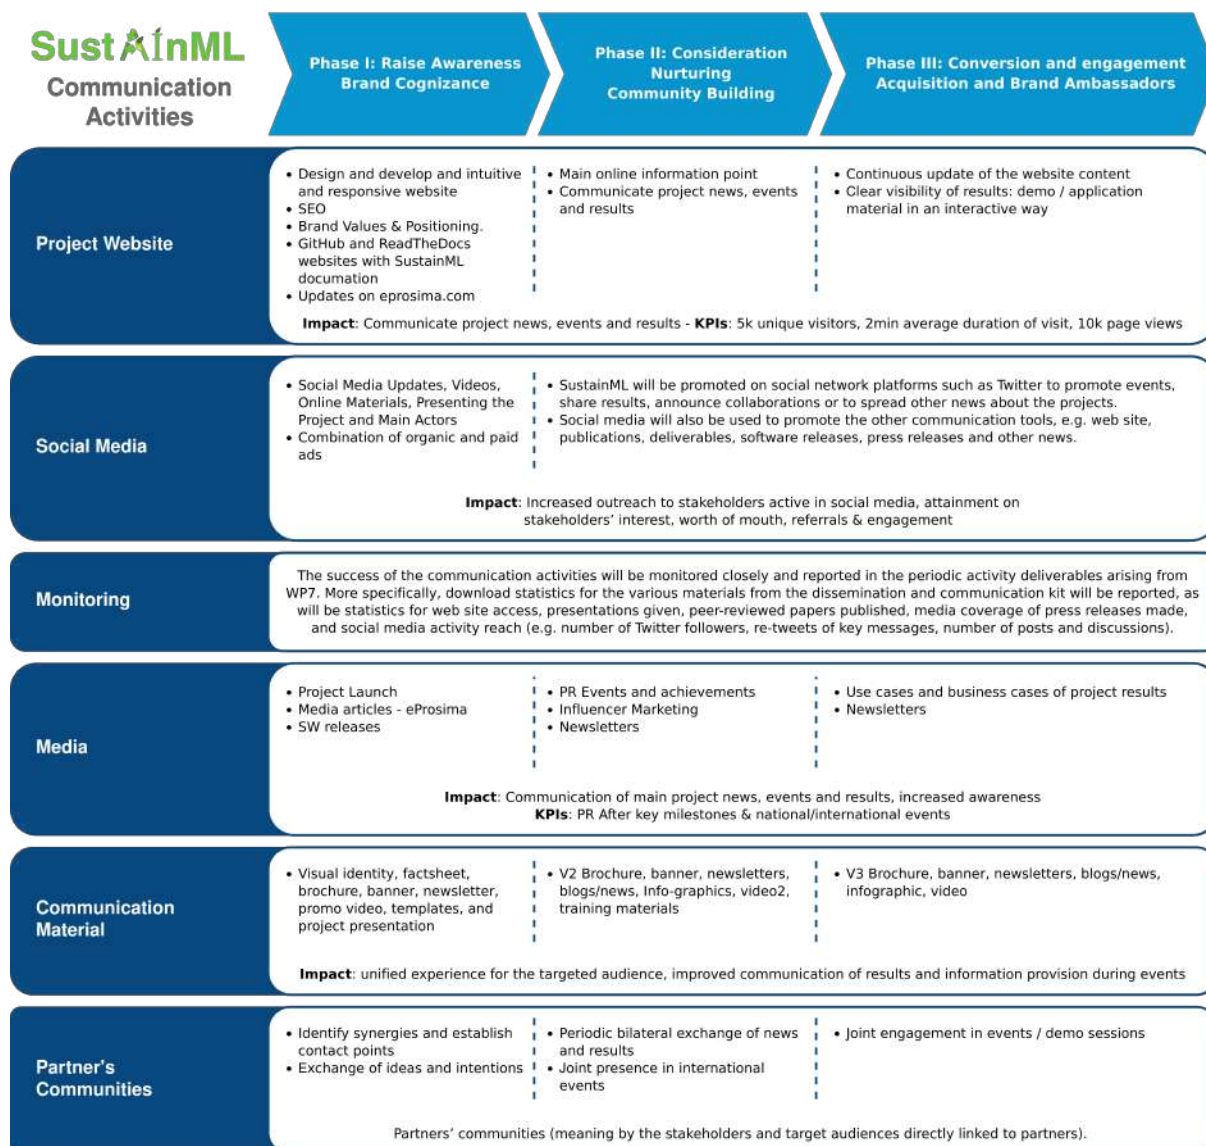 SustAInML
Communication
Activities
Phase I: Raise Awareness
Brand Cognizance
Phase II: Consideration
Nurturing
Community Building
Phase III: Conversion and engagement
Acquisition and Brand Ambassadors
Project Website
• Design and develop and intuitive
and responsive website
• SEO
• Brand Values & Positioning.
• GitHub and ReadTheDocs
websites with SustainML
documation
• Updates on eprosima.com
• Main online information point
• Communicate project news, events
and results
• Continuous update of the website content
• Clear visibility of results: demo / application
material in an interactive way
Impact: Communicate project news, events and results - KPIs: 5k unique visitors, 2min average duration of visit, 10k page views
Social Media
• Social Media Updates, Videos,
Online Materials, Presenting the
Project and Main Actors
• Combination of organic and paid
ads
• SustainML will be promoted on social network platforms such as Twitter to promote events,
share results, announce collaborations or to spread other news about the projects.
• Social media will also be used to promote the other communication tools, e.g. web site,
publications, deliverables, software releases, press releases and other news.
Impact: Increased outreach to stakeholders active in social media, attainment on
stakeholders’ interest, worth of mouth, referrals & engagement
Monitoring
The success of the communication activities will be monitored closely and reported in the periodic activity deliverables arising from
WP7. More specifically, download statistics for the various materials from the dissemination and communication kit will be reported, as
will be statistics for web site access, presentations given, peer-reviewed papers published, media coverage of press releases made,
and social media activity reach (e.g. number of Twitter followers, re-tweets of key messages, number of posts and discussions).
Media
• Project Launch
• Media articles - eProsima
• SW releases
• PR Events and achievements
• Influencer Marketing
• Newsletters
• Use cases and business cases of project results
• Newsletters
Impact: Communication of main project news, events and results, increased awareness
KPIs: PR After key milestones & national/international events
Communication
Material
• Visual identity, factsheet,
brochure, banner, newsletter,
promo video, templates, and
project presentation
• V2 Brochure, banner, newsletters,
blogs/news, Info-graphics, video2,
training materials
• V3 Brochure, banner, newsletters, blogs/news,
infographic, video
Impact: unified experience for the targeted audience, improved communication of results and information provision during events
Partner’s
Communities
• Identify synergies and establish
contact points
• Exchange of ideas and intentions
• Periodic bilateral exchange of news
and results
• Joint presence in international
events
• Joint engagement in events / demo sessions
Partners’ communities (meaning by the stakeholders and target audiences directly linked to partners).